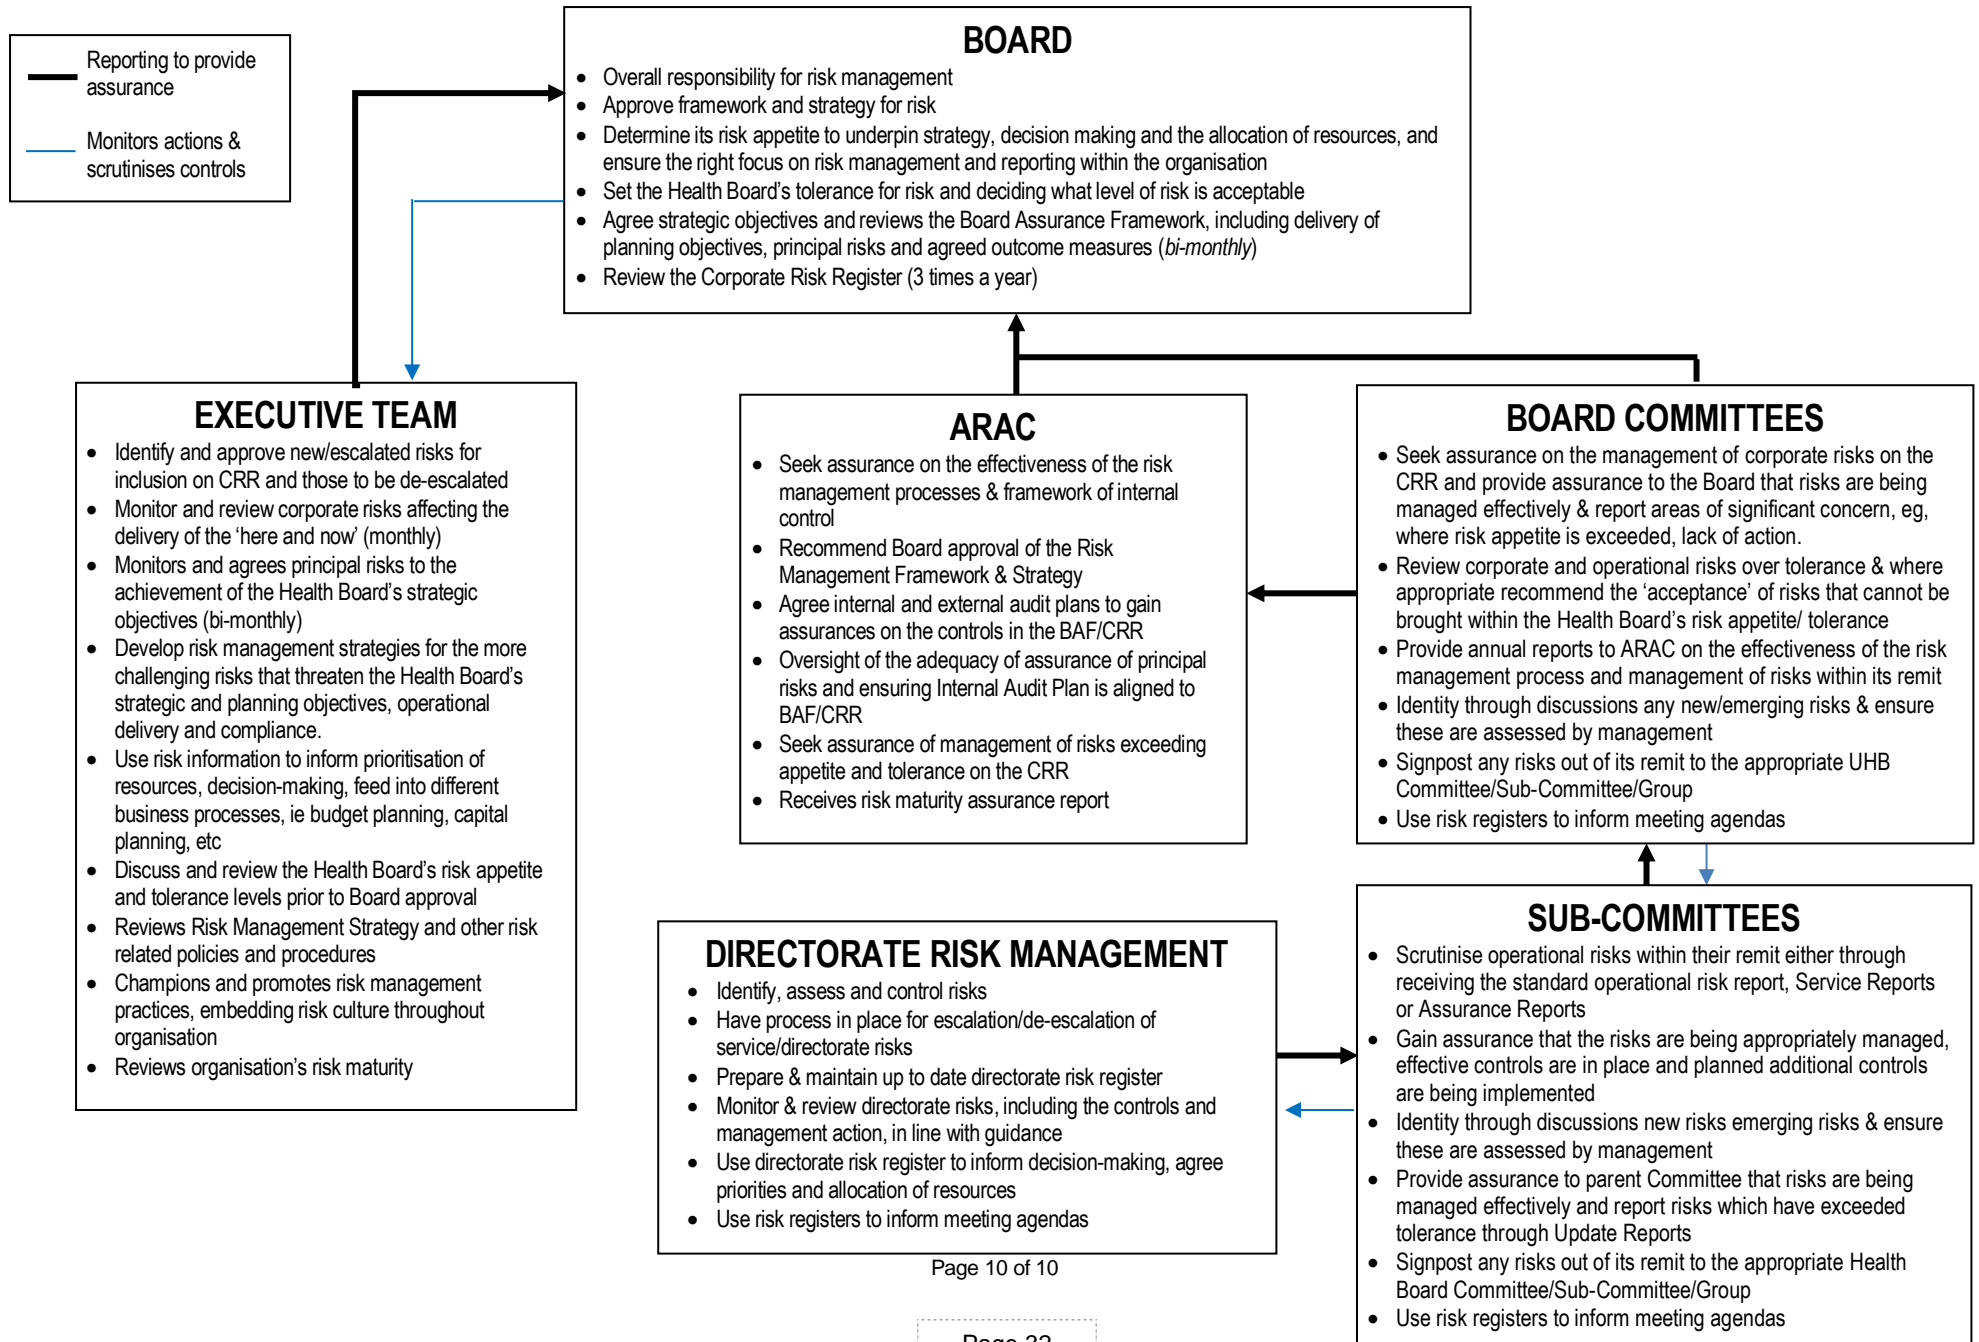 Reporting to provide
assurance
Monitors actions &
scrutinises controls
BOARD
• Overall responsibility for risk management
• Approve framework and strategy for risk
• Determine its risk appetite to underpin strategy, decision making and the allocation of resources, and
ensure the right focus on risk management and reporting within the organisation
• Set the Health Board’s tolerance for risk and deciding what level of risk is acceptable
• Agree strategic objectives and reviews the Board Assurance Framework, including delivery of
planning objectives, principal risks and agreed outcome measures (bi-monthly)
• Review the Corporate Risk Register (3 times a year)
EXECUTIVE TEAM
• Identify and approve new/escalated risks for
inclusion on CRR and those to be de-escalated
• Monitor and review corporate risks affecting the
delivery of the ‘here and now’ (monthly)
• Monitors and agrees principal risks to the
achievement of the Health Board’s strategic
objectives (bi-monthly)
• Develop risk management strategies for the more
challenging risks that threaten the Health Board’s
strategic and planning objectives, operational
delivery and compliance.
• Use risk information to inform prioritisation of
resources, decision-making, feed into different
business processes, ie budget planning, capital
planning, etc
• Discuss and review the Health Board’s risk appetite
and tolerance levels prior to Board approval
• Reviews Risk Management Strategy and other risk
related policies and procedures
• Champions and promotes risk management
practices, embedding risk culture throughout
organisation
• Reviews organisation’s risk maturity
ARAC
• Seek assurance on the effectiveness of the risk
management processes & framework of internal
control
• Recommend Board approval of the Risk
Management Framework & Strategy
• Agree internal and external audit plans to gain
assurances on the controls in the BAF/CRR
• Oversight of the adequacy of assurance of principal
risks and ensuring Internal Audit Plan is aligned to
BAF/CRR
• Seek assurance of management of risks exceeding
appetite and tolerance on the CRR
• Receives risk maturity assurance report
BOARD COMMITTEES
• Seek assurance on the management of corporate risks on the
CRR and provide assurance to the Board that risks are being
managed effectively & report areas of significant concern, eg,
where risk appetite is exceeded, lack of action.
• Review corporate and operational risks over tolerance & where
appropriate recommend the ‘acceptance’ of risks that cannot be
brought within the Health Board’s risk appetite/ tolerance
• Provide annual reports to ARAC on the effectiveness of the risk
management process and management of risks within its remit
• Identity through discussions any new/emerging risks & ensure
these are assessed by management
• Signpost any risks out of its remit to the appropriate UHB
Committee/Sub-Committee/Group
• Use risk registers to inform meeting agendas
DIRECTORATE RISK MANAGEMENT
• Identify, assess and control risks
• Have process in place for escalation/de-escalation of
service/directorate risks
• Prepare & maintain up to date directorate risk register
• Monitor & review directorate risks, including the controls and
management action, in line with guidance
• Use directorate risk register to inform decision-making, agree
priorities and allocation of resources
• Use risk registers to inform meeting agendas
SUB-COMMITTEES
• Scrutinise operational risks within their remit either through
receiving the standard operational risk report, Service Reports
or Assurance Reports
• Gain assurance that the risks are being appropriately managed,
effective controls are in place and planned additional controls
are being implemented
• Identity through discussions new risks emerging risks & ensure
these are assessed by management
• Provide assurance to parent Committee that risks are being
managed effectively and report risks which have exceeded
tolerance through Update Reports
• Signpost any risks out of its remit to the appropriate Health
Board Committee/Sub-Committee/Group
• Use risk registers to inform meeting agendas
Page 10 of 10
Page 32